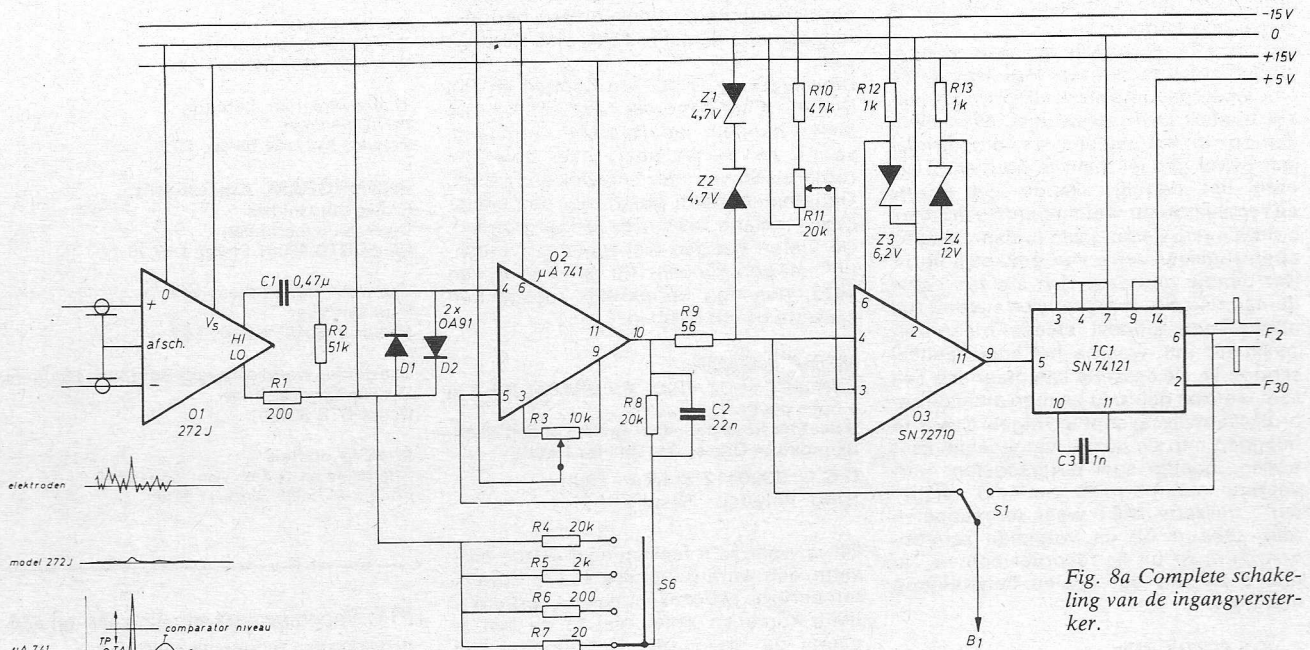 -15V
0
+15V
+5V
Z1
4,7V
R10
47k
R12
1k
R13
1k
Z2
4,7V
R11
20k
Z3
6,2V
Z4
12V
O2
µA 741
C1 0,47µ
2x
OA91
0
Vs
+
afsch.
−
HI
LO
R2
51k
D1
D2
R1
200
O1
272J
4 6
11
9
10
5 3
R3 10k
R9
56
R8
20k
C2
22n
6
4
3
2
11
9
O3
SN 72710
3 4 7 9 14
5
IC1
SN 74121
6
2
10 11
C3 1n
F2
F30
S1
B1
R4 20k
R5 2k
R6 200
R7 20
S6
elektroden
model 272J
comparator niveau
TP
TA
T
µA 741
Fig. 8a Complete schake-
ling van de ingangverster-
ker.